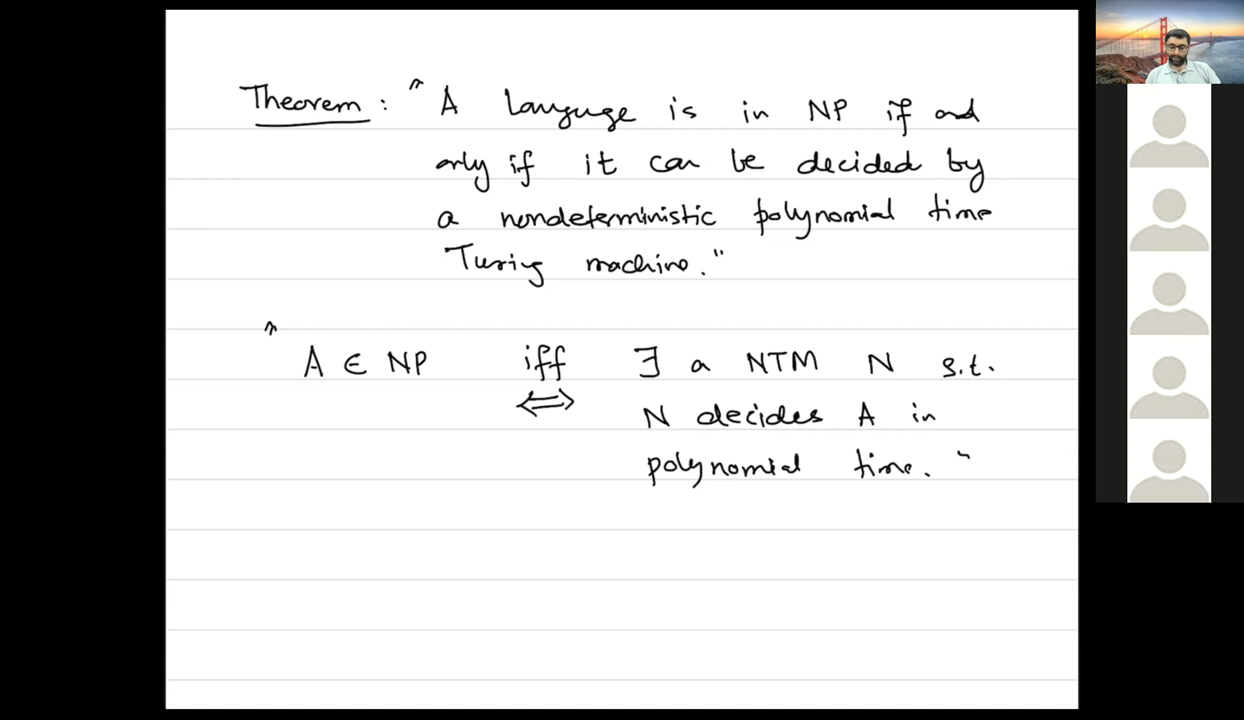 Theorem : " A language is in NP if and
only if it can be decided by
a nondeterministic polynomial time
Turing machine."
" A ∈ NP iff ∃ a NTM N s.t.
⟺ N decides A in
polynomial time. "